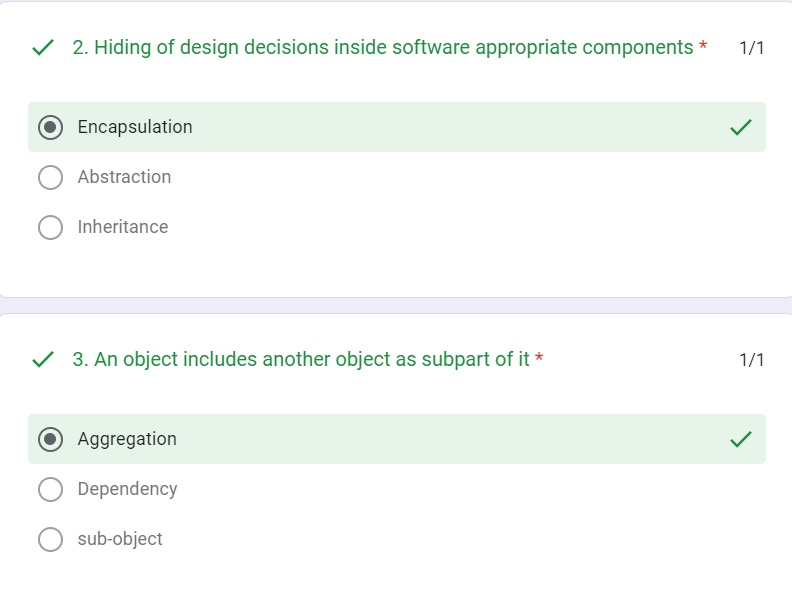 2. Hiding of design decisions inside software appropriate components * 1/1
Encapsulation
Abstraction
Inheritance
3. An object includes another object as subpart of it * 1/1
Aggregation
Dependency
sub-object